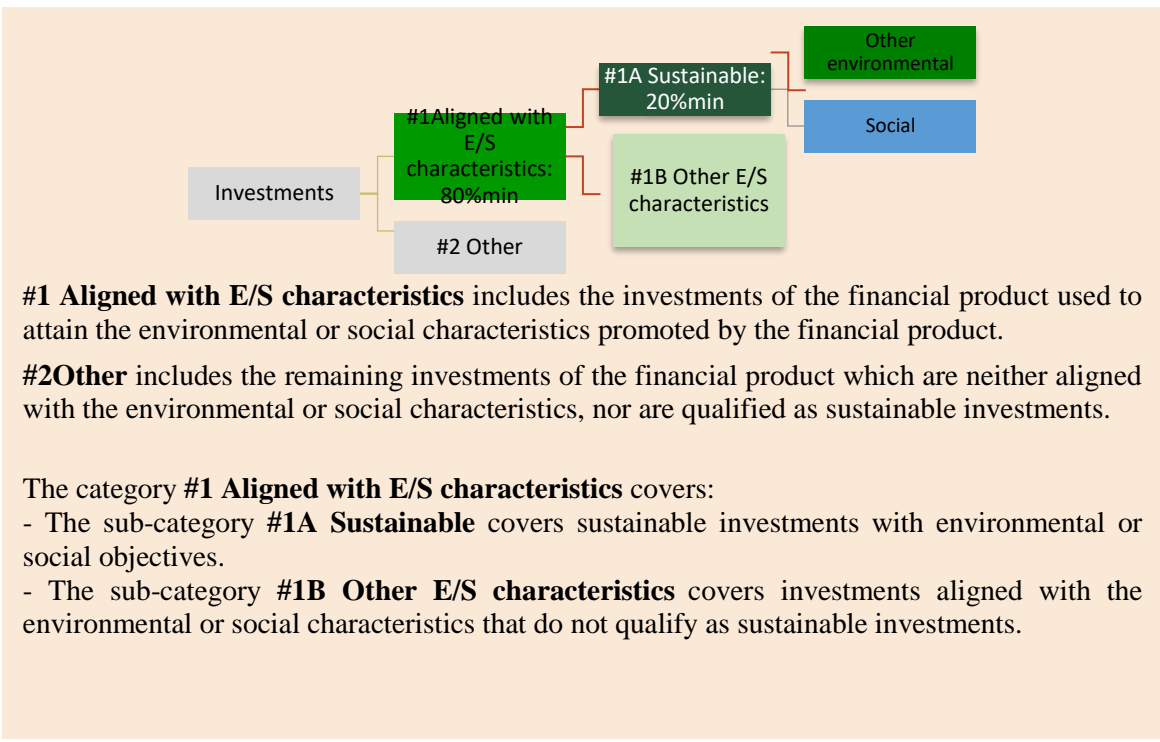 Other
environmental
#1A Sustainable:
20%min
Social
#1Aligned with
E/S
characteristics:
80%min
#1B Other E/S
characteristics
Investments
#2 Other
#1 Aligned with E/S characteristics includes the investments of the financial product used to
attain the environmental or social characteristics promoted by the financial product.
#2Other includes the remaining investments of the financial product which are neither aligned
with the environmental or social characteristics, nor are qualified as sustainable investments.
The category #1 Aligned with E/S characteristics covers:
- The sub-category #1A Sustainable covers sustainable investments with environmental or
social objectives.
- The sub-category #1B Other E/S characteristics covers investments aligned with the
environmental or social characteristics that do not qualify as sustainable investments.